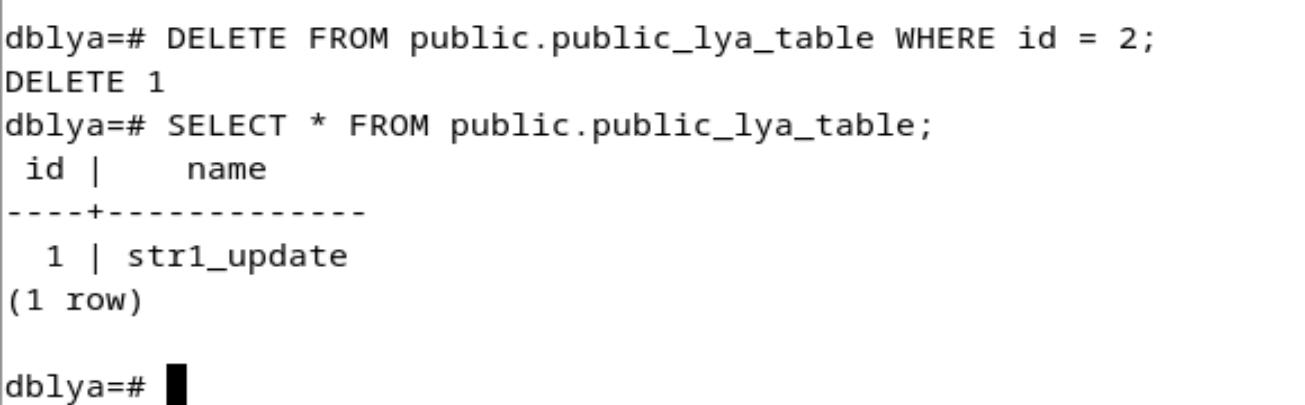 dblya=# DELETE FROM public.public_lya_table WHERE id = 2;
DELETE 1
dblya=# SELECT * FROM public.public_lya_table;
 id |    name
----+-------------
  1 | str1_update
(1 row)

dblya=#